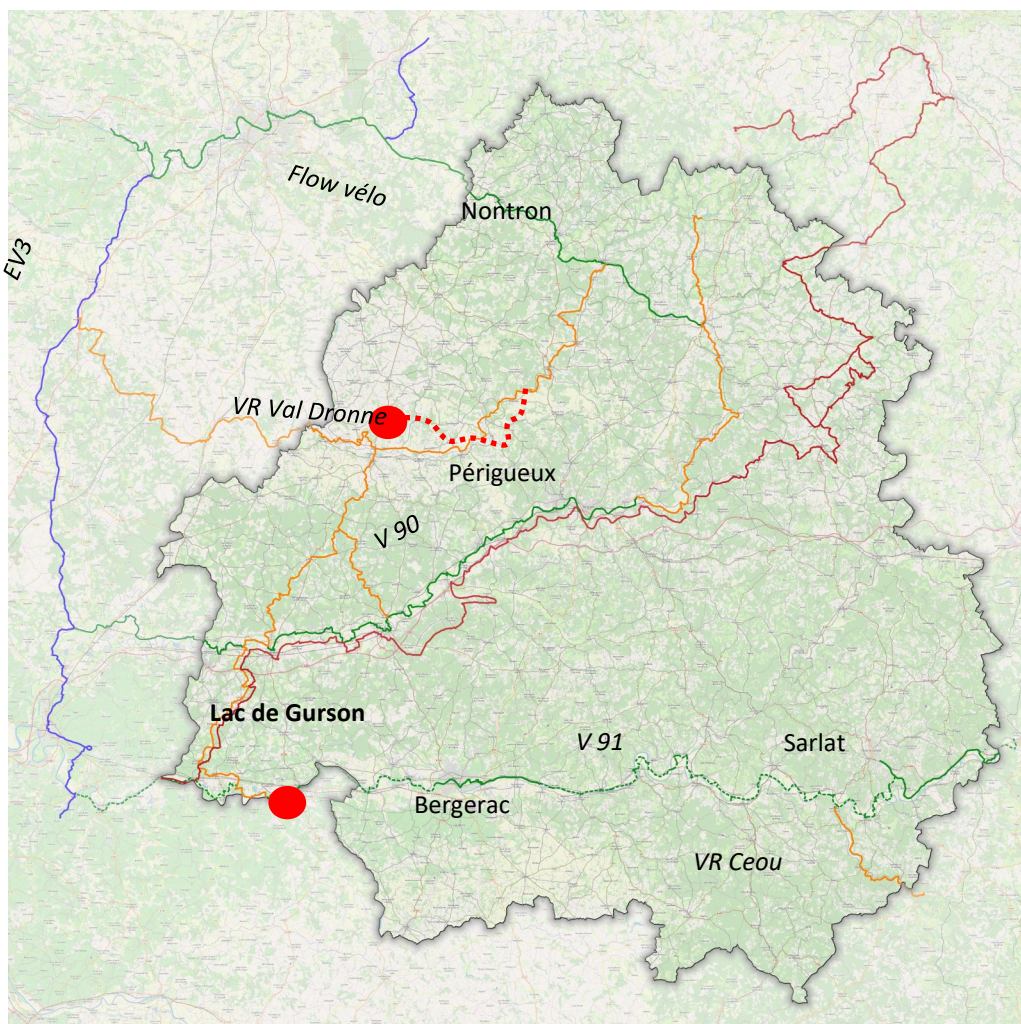 Flow vélo
Nontron
EV3
VR Val Dronne
Périgueux
V 90
Lac de Gurson
V 91
Sarlat
Bergerac
VR Ceou